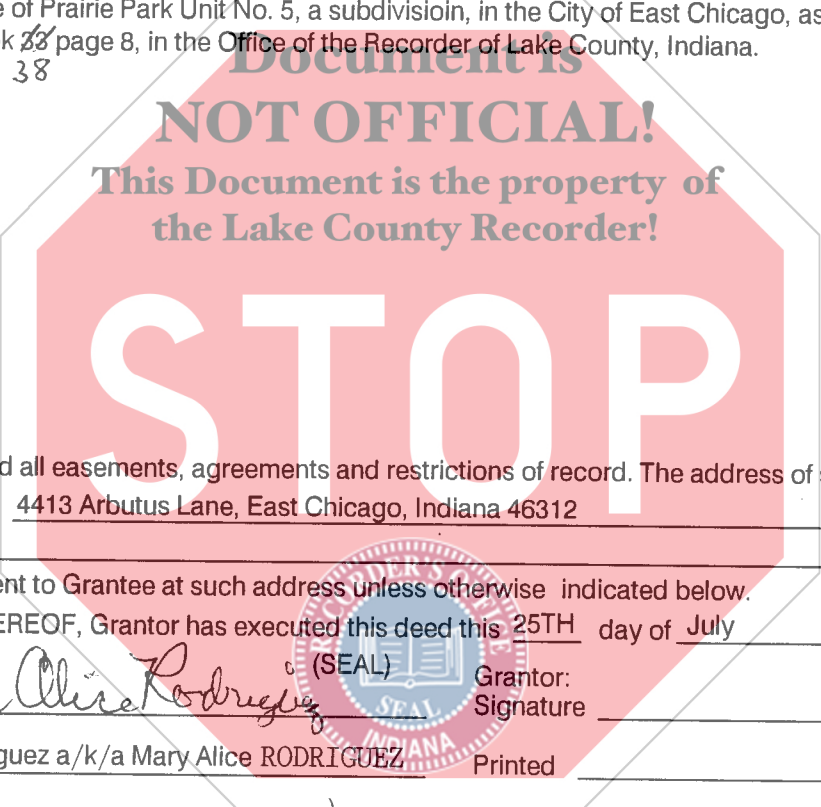 e of Prairie Park Unit No. 5, a subdivisioin, in the City of East Chicago, as
k 33 page 8, in the Office of the Recorder of Lake County, Indiana.
38
Document is
NOT OFFICIAL!
This Document is the property of
the Lake County Recorder!
STOP
d all easements, agreements and restrictions of record. The address of
4413 Arbutus Lane, East Chicago, Indiana 46312
ent to Grantee at such address unless otherwise indicated below.
EREOF, Grantor has executed this deed this 25TH day of July
Alice Rodriguez (SEAL) Grantor:
Signature
guez a/k/a Mary Alice RODRIGUEZ Printed
RECORDER'S OFFICE
SEAL
INDIANA